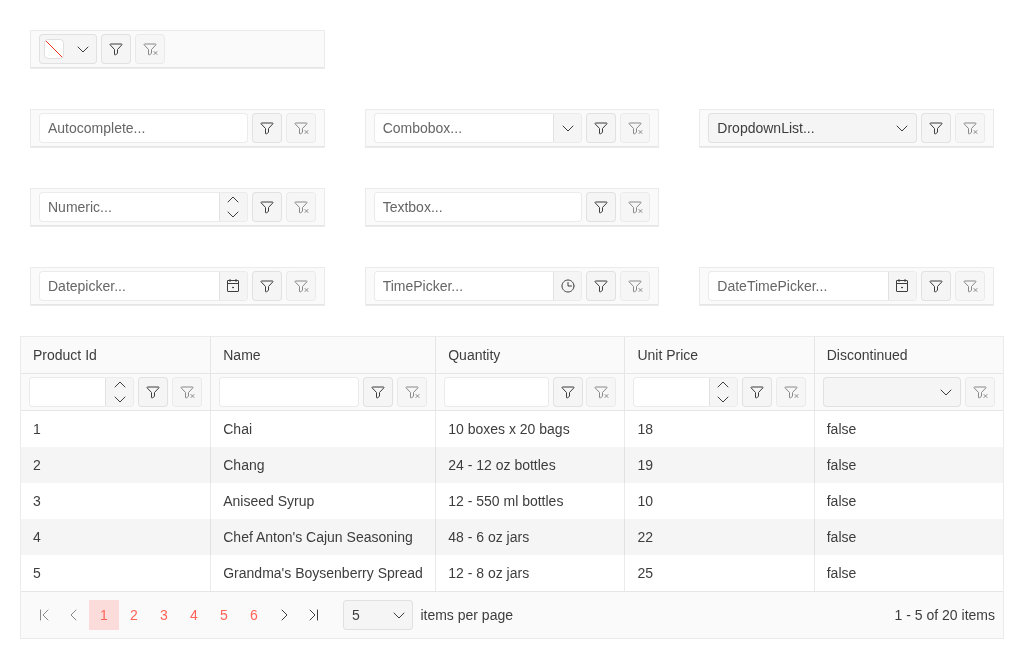 Autocomplete... Combobox... DropdownList...
Numeric... Textbox...
Datepicker... TimePicker... DateTimePicker...
Product Id Name Quantity Unit Price Discontinued
1 Chai 10 boxes x 20 bags 18 false
2 Chang 24 - 12 oz bottles 19 false
3 Aniseed Syrup 12 - 550 ml bottles 10 false
4 Chef Anton's Cajun Seasoning 48 - 6 oz jars 22 false
5 Grandma's Boysenberry Spread 12 - 8 oz jars 25 false
1 2 3 4 5 6 5 items per page 1 - 5 of 20 items